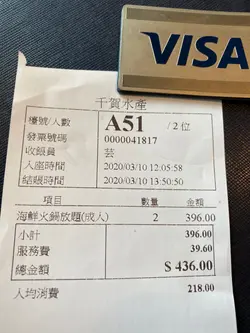 VISA
千賀水產
檯號/人數 A51 /2位
發票號碼 0000041817
收銀員 芸
入座時間 2020/03/10 12:05:58
結賬時間 2020/03/10 13:50:50
項目 數量 金額
海鮮火鍋放題(成人) 2 396.00
小計 396.00
服務費 39.60
總金額 $ 436.00
人均消費 218.00